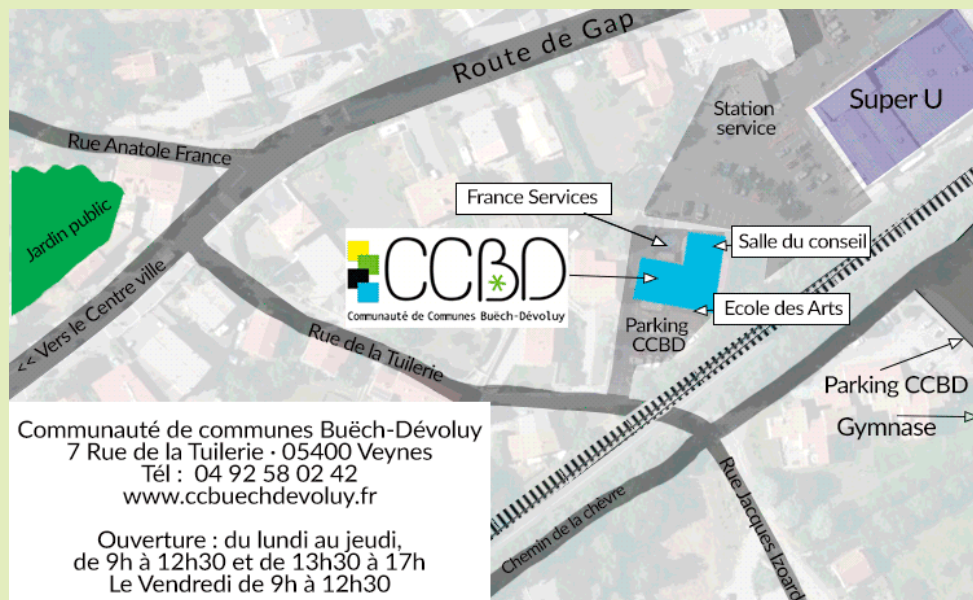 Route de Gap
Super U
Station
service
Rue Anatole France
Jardin public
France Services
CCBD
Communauté de Communes Buëch-Dévoluy
Salle du conseil
Ecole des Arts
Parking
CCBD
<< Vers le Centre ville
Rue de la Tuilerie
Parking CCBD
Gymnase
Chemin de la chèvre
Rue Jacques Izoard
Communauté de communes Buëch-Dévoluy
7 Rue de la Tuilerie · 05400 Veynes
Tél : 04 92 58 02 42
www.ccbuechdevoluy.fr
Ouverture : du lundi au jeudi,
de 9h à 12h30 et de 13h30 à 17h
Le Vendredi de 9h à 12h30